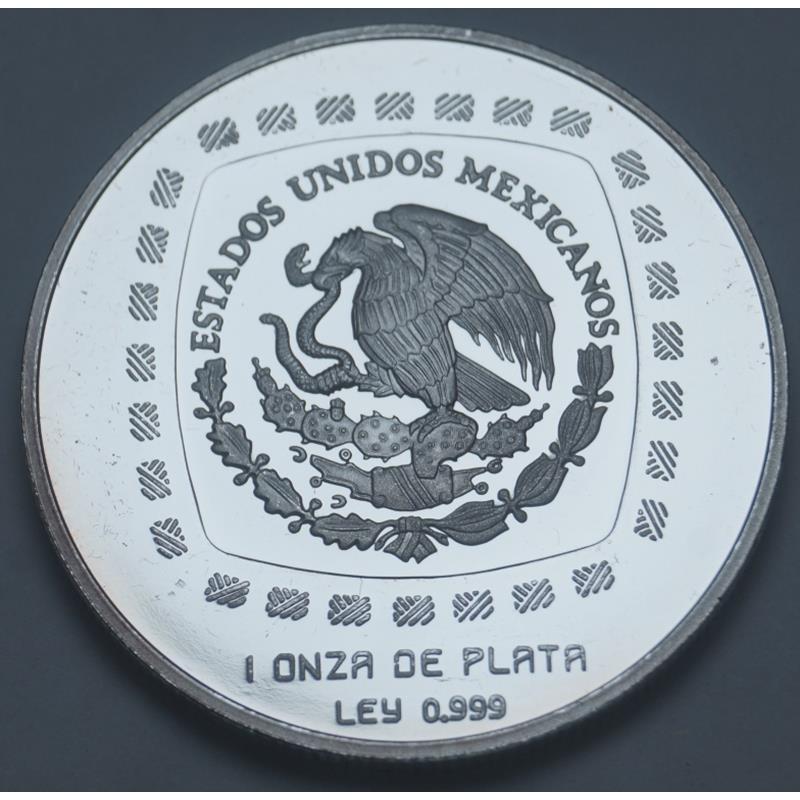 ESTADOS UNIDOS MEXICANOS
1 ONZA DE PLATA
LEY 0.999